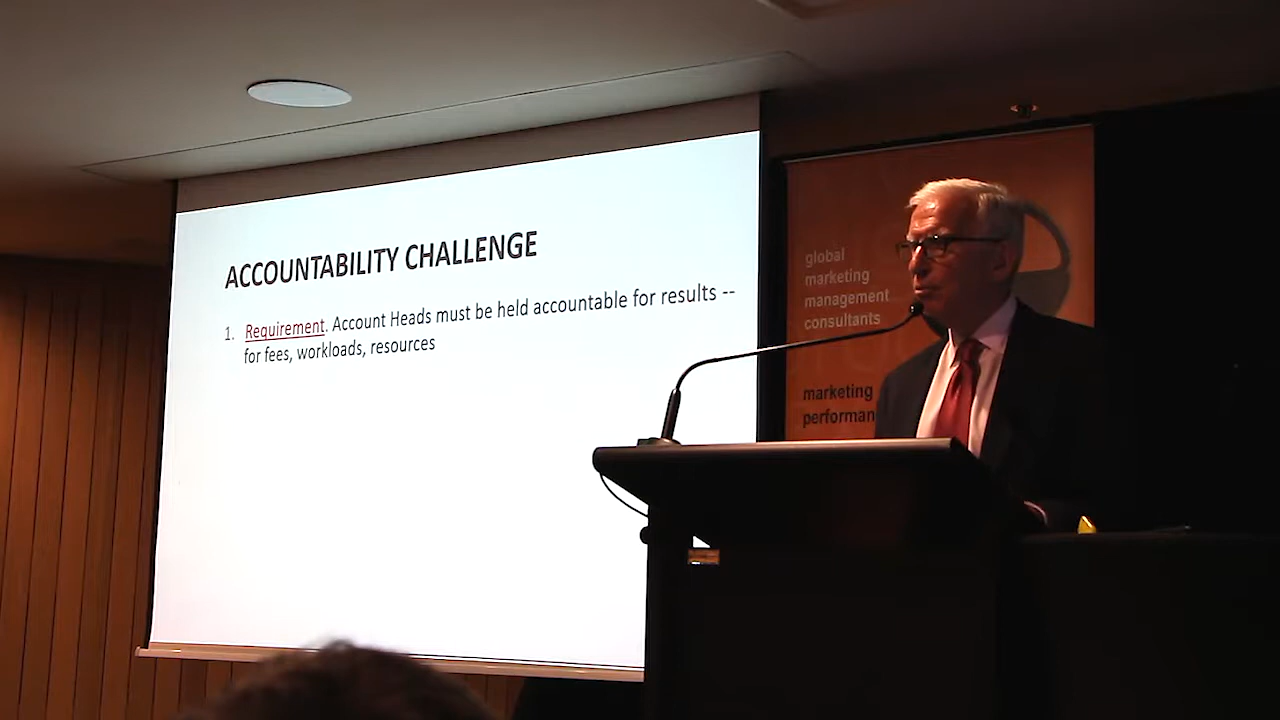 ACCOUNTABILITY CHALLENGE
1. Requirement. Account Heads must be held accountable for results --
for fees, workloads, resources
global
marketing
management
consultants
marketing
performan